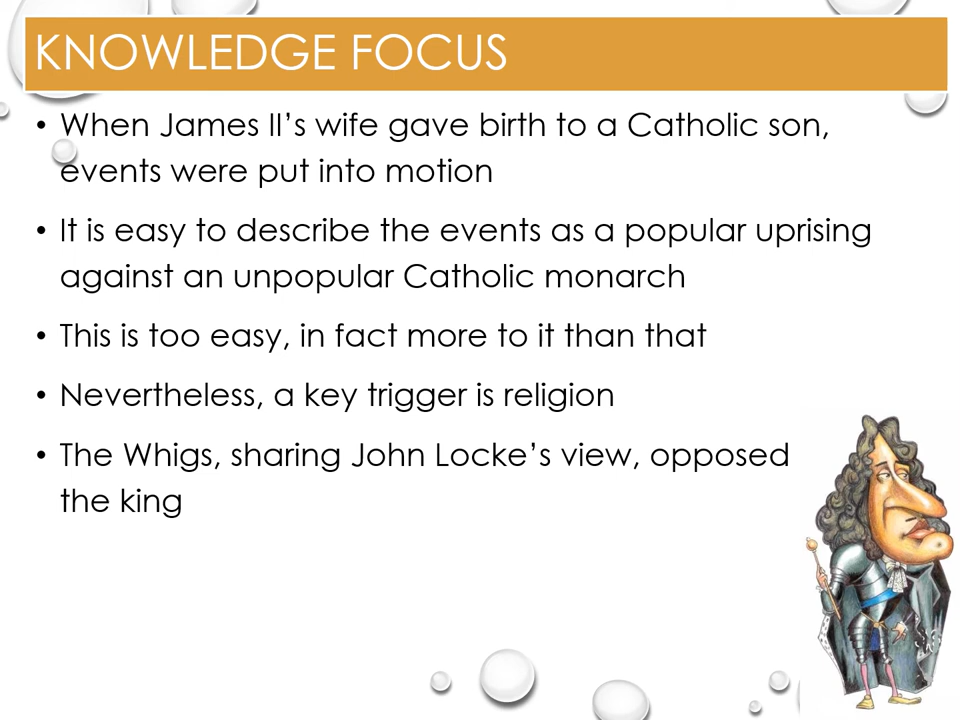 KNOWLEDGE FOCUS
• When James II’s wife gave birth to a Catholic son,
events were put into motion
• It is easy to describe the events as a popular uprising
against an unpopular Catholic monarch
• This is too easy, in fact more to it than that
• Nevertheless, a key trigger is religion
• The Whigs, sharing John Locke’s view, opposed
the king